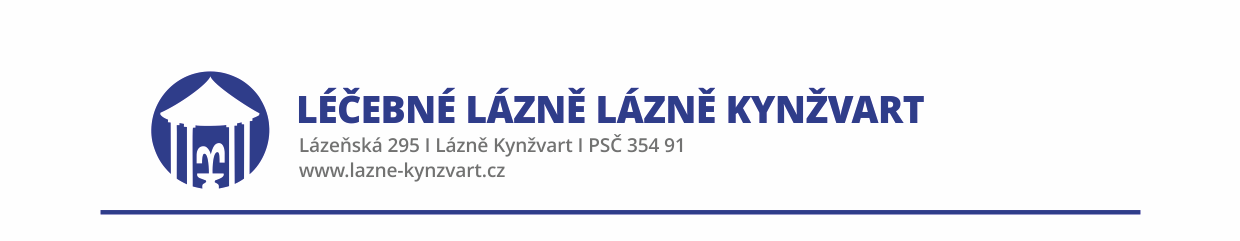 LÉČEBNÉ LÁZNĚ LÁZNĚ KYNŽVART
Lázeňská 295 I Lázně Kynžvart I PSČ 354 91
www.lazne-kynzvart.cz